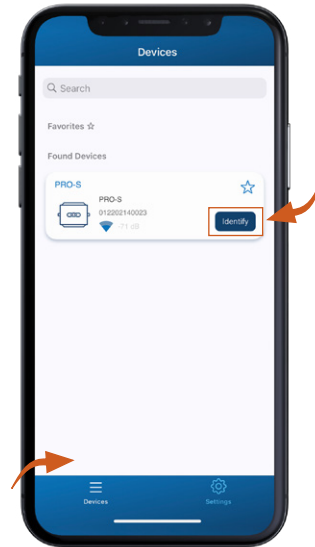 Devices
Search
Favorites ☆
Found Devices
PRO-S
PRO-S
012202140023
Identify
Devices
Settings